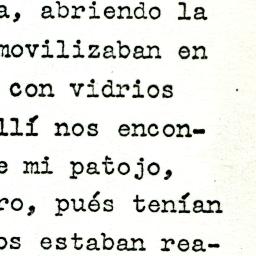 a, abriendo la
movilizaban en
con vidrios
llí nos encon-
e mi patojo,
ro, pués tenían
os estaban rea-